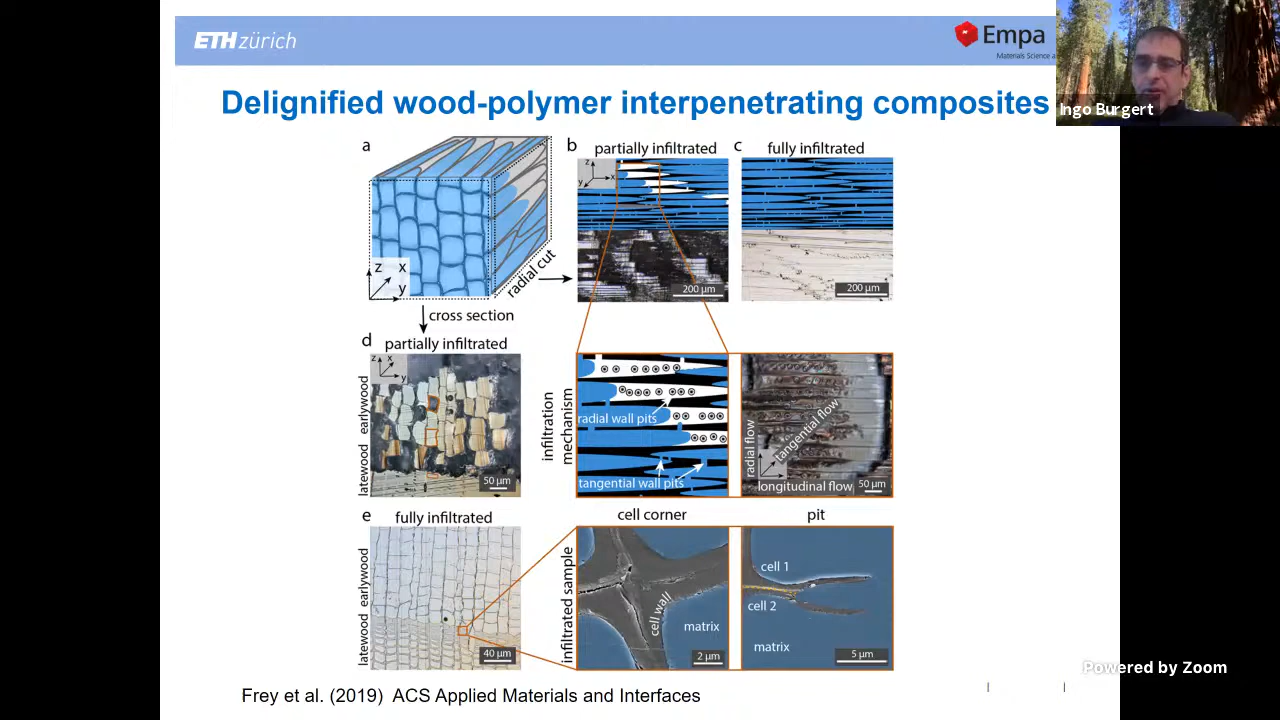 ETH zürich
Empa
Materials Science a
Ingo Burgert
Delignified wood-polymer interpenetrating composites
a
z
x
y
radial cut
cross section
b
partially infiltrated
z
x
y
200 µm
c
fully infiltrated
200 µm
d
partially infiltrated
z
x
y
earlywood
latewood
50 µm
infiltration
mechanism
radial wall pits
tangential wall pits
radial flow
tangential flow
longitudinal flow
50 µm
e
fully infiltrated
earlywood
latewood
40 µm
infiltrated sample
cell corner
cell wall
matrix
2 µm
pit
cell 1
cell 2
matrix
5 µm
Powered by Zoom
Frey et al. (2019) ACS Applied Materials and Interfaces